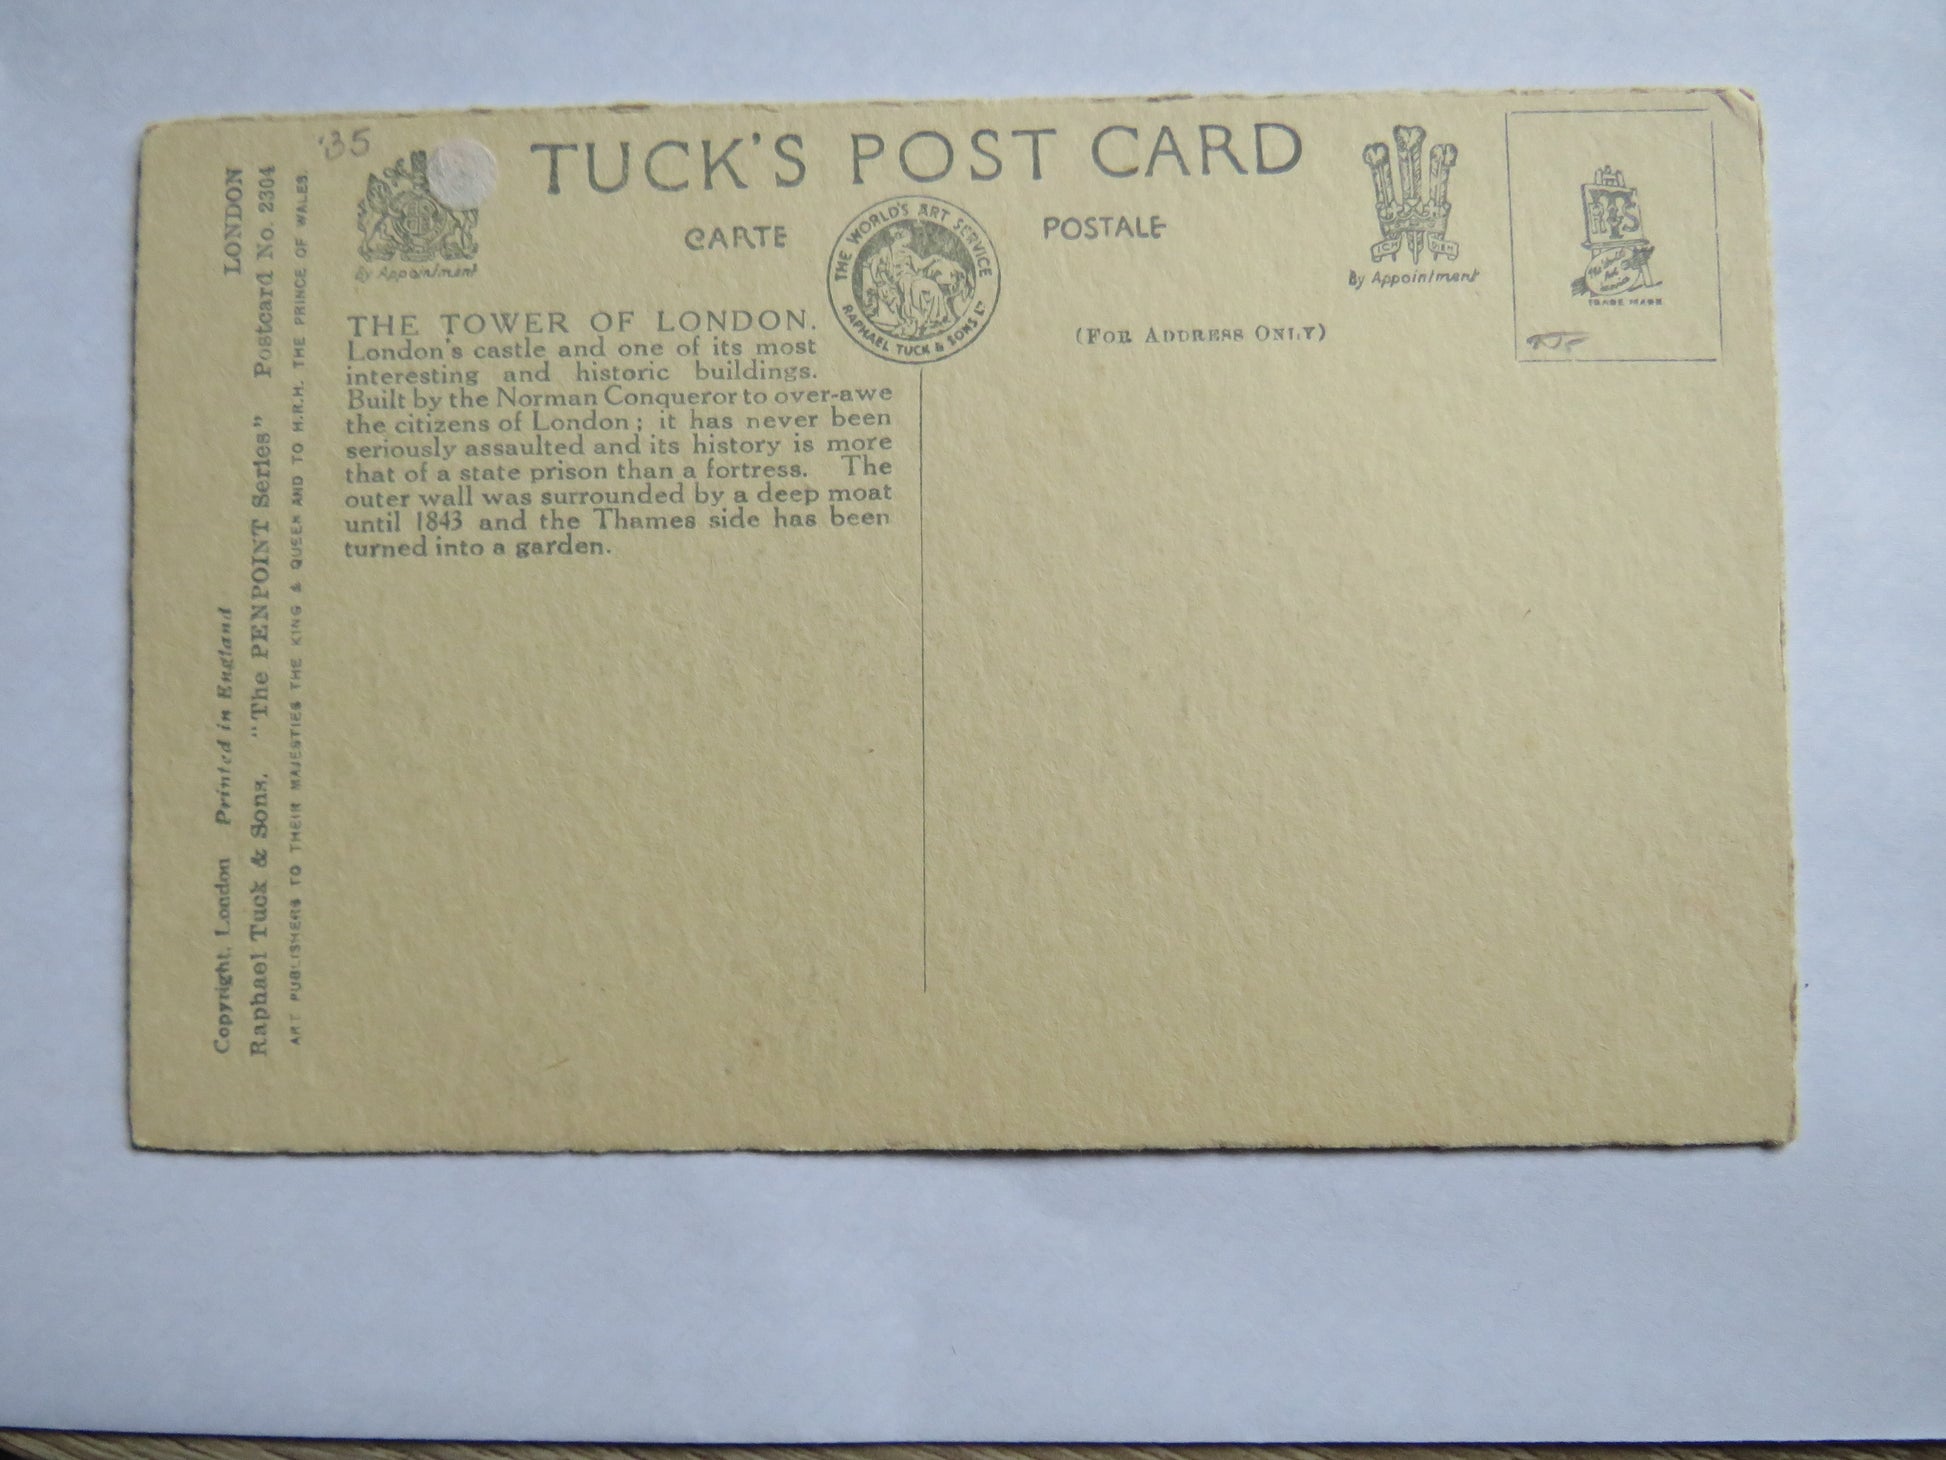 '35
TUCK'S POST CARD
CARTE POSTALE
By Appointment
THE WORLD'S ART SERVICE
RAPHAEL TUCK & SONS LD
ICH DIEN
By Appointment
TRADE MARK
(FOR ADDRESS ONLY)
THE TOWER OF LONDON.
London's castle and one of its most
interesting and historic buildings.
Built by the Norman Conqueror to over-awe
the citizens of London; it has never been
seriously assaulted and its history is more
that of a state prison than a fortress. The
outer wall was surrounded by a deep moat
until 1843 and the Thames side has been
turned into a garden.
Copyright, London Printed in England LONDON
Raphael Tuck & Sons. "The PENPOINT Series" Postcard No. 2304
ART PUBLISHERS TO THEIR MAJESTIES THE KING & QUEEN AND TO H.R.H. THE PRINCE OF WALES.